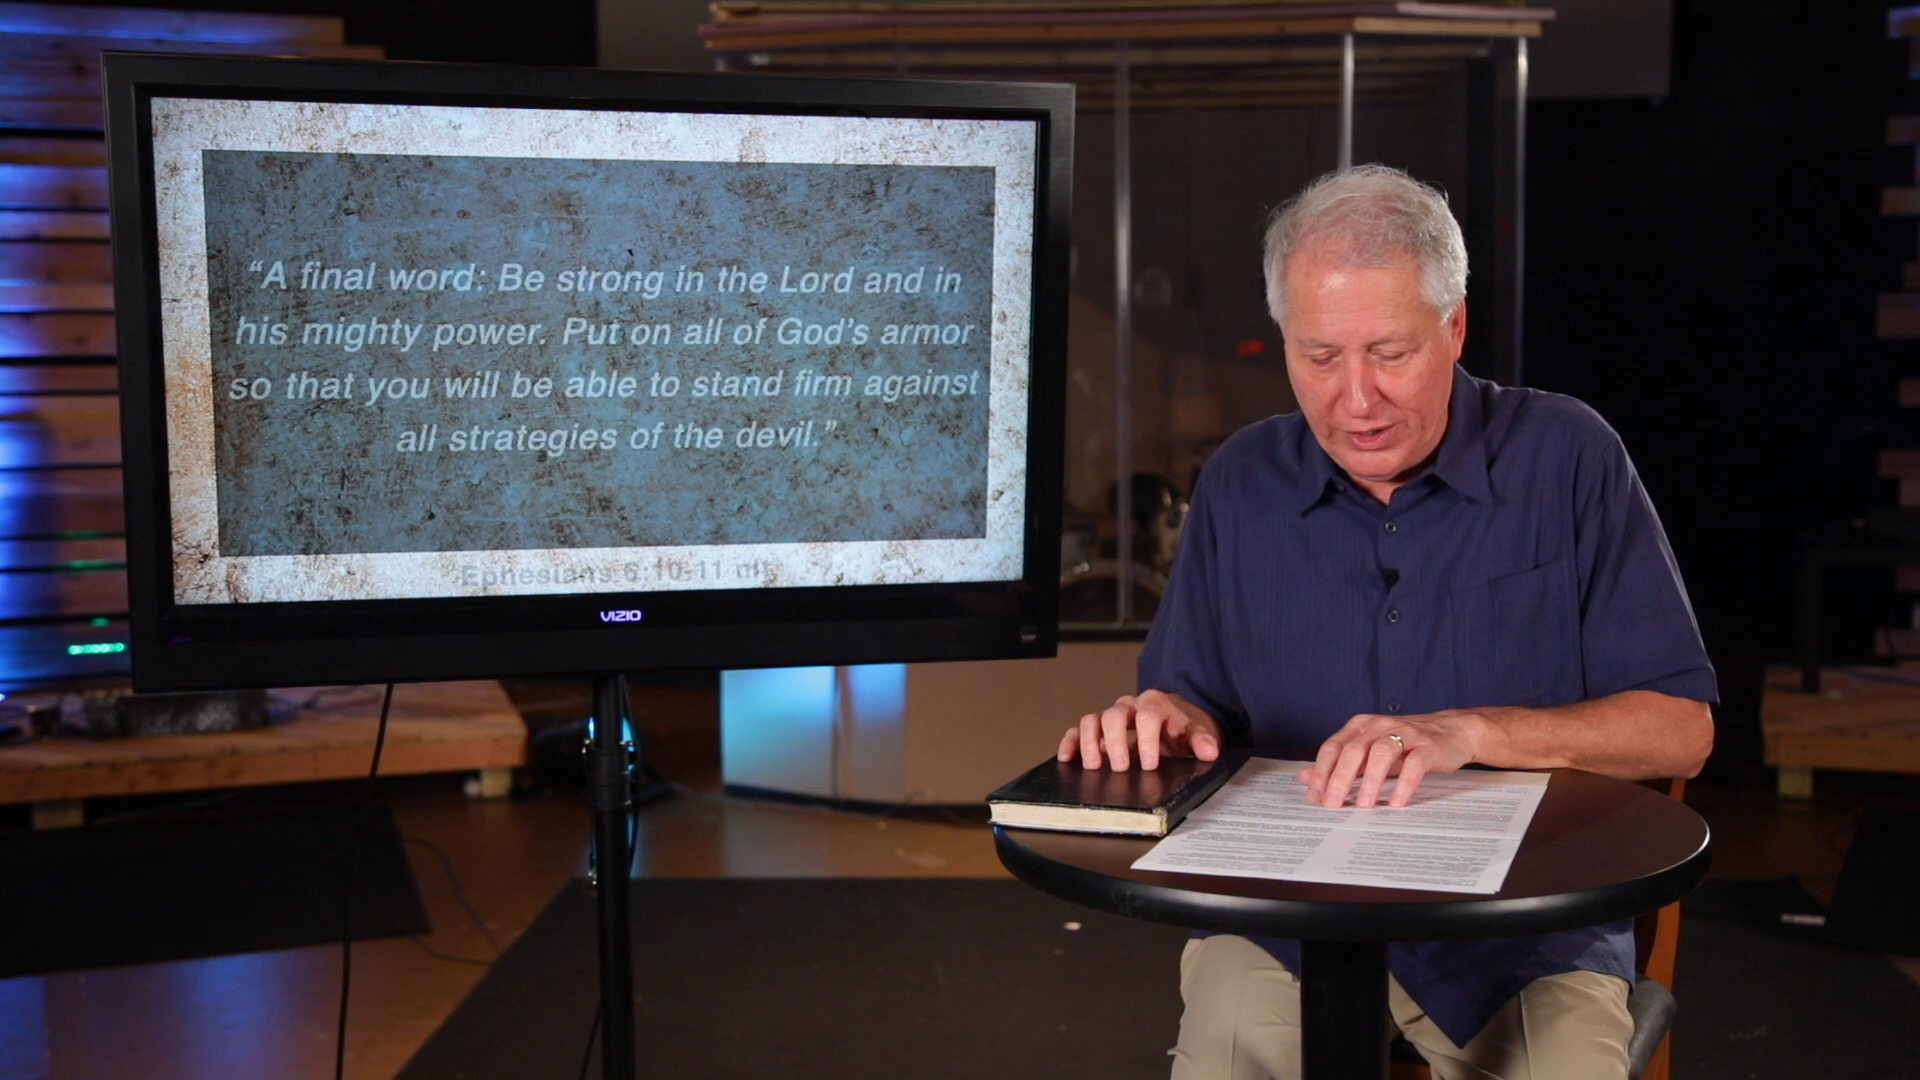 “A final word: Be strong in the Lord and in
his mighty power. Put on all of God’s armor
so that you will be able to stand firm against
all strategies of the devil.”
Ephesians 6:10-11 nlt
VIZIO